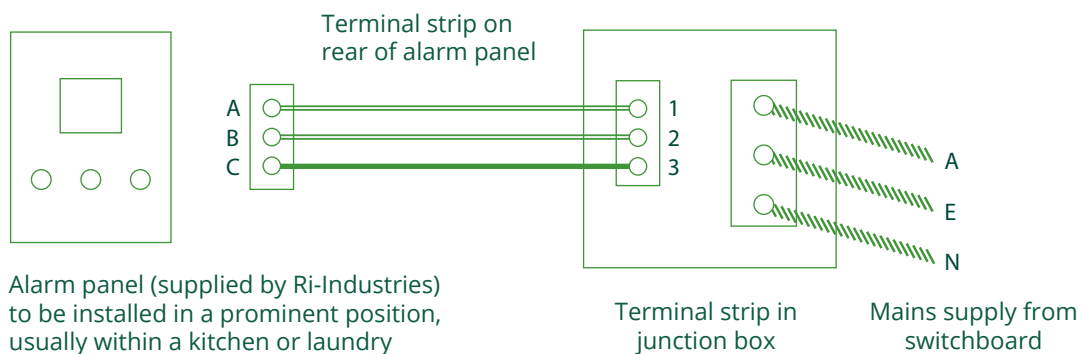 Terminal strip on
rear of alarm panel
A
B
C
1
2
3
A
E
N
Alarm panel (supplied by Ri-Industries)
to be installed in a prominent position,
usually within a kitchen or laundry
Terminal strip in
junction box
Mains supply from
switchboard